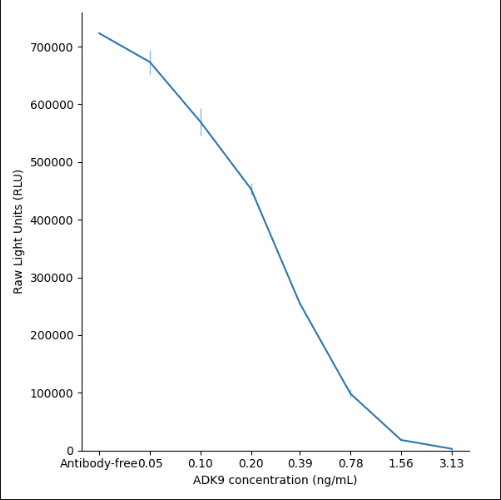 700000
600000
500000
400000
300000
200000
100000
0
Raw Light Units (RLU)
Antibody-free 0.05 0.10 0.20 0.39 0.78 1.56 3.13
ADK9 concentration (ng/mL)